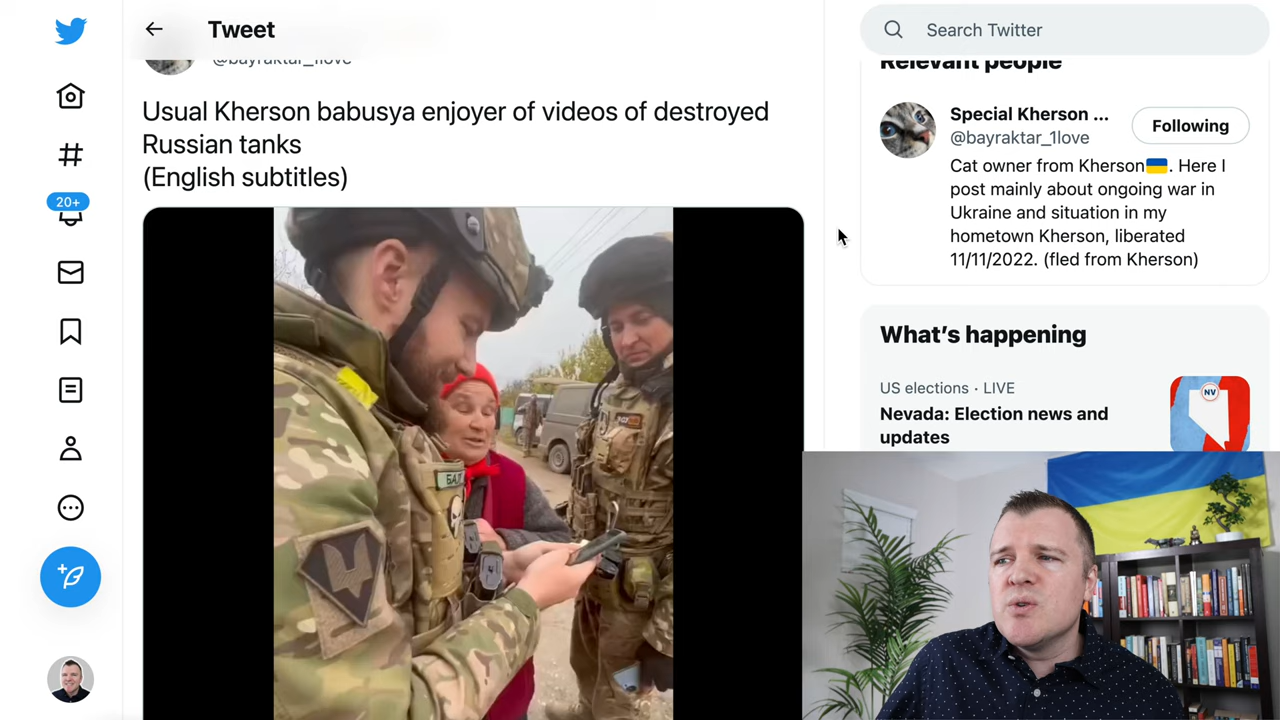 Tweet
@bayraktar_1love
Usual Kherson babusya enjoyer of videos of destroyed
Russian tanks
(English subtitles)
20+
БАЛ
Search Twitter
Relevant people
Special Kherson ...
@bayraktar_1love
Following
Cat owner from Kherson🇺🇦. Here I
post mainly about ongoing war in
Ukraine and situation in my
hometown Kherson, liberated
11/11/2022. (fled from Kherson)
What's happening
US elections · LIVE
Nevada: Election news and
updates
NV